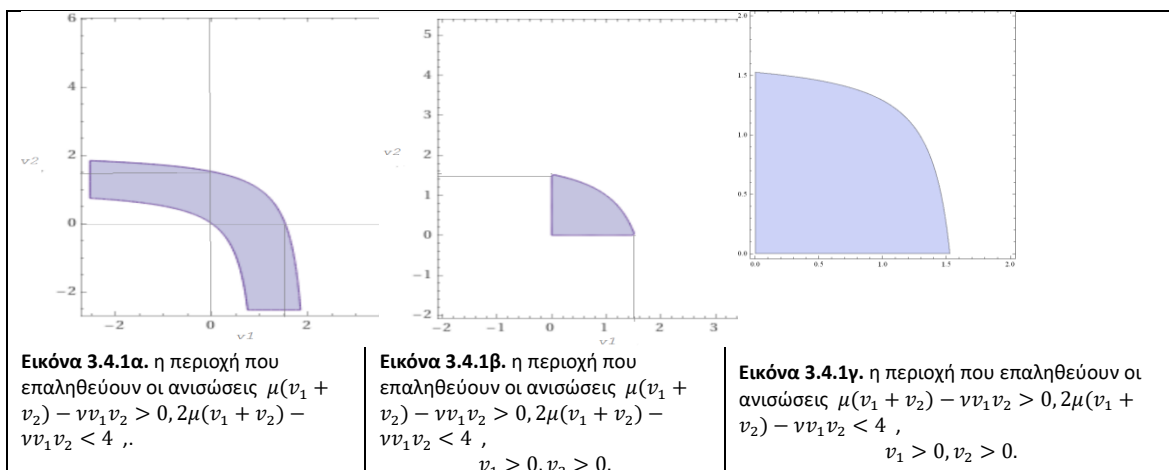 6
4
2
0
−2
v2
−2
0
2
v1
5
4
3
2
1
0
−1
−2
v2
−2
−1
0
1
2
3
v1
2.0
1.5
1.0
0.5
0.0
0.0
0.5
1.0
1.5
2.0
Εικόνα 3.4.1α. η περιοχή που
επαληθεύουν οι ανισώσεις μ(v₁ +
v₂) − νv₁v₂ > 0, 2μ(v₁ + v₂) −
νv₁v₂ < 4 ,.
Εικόνα 3.4.1β. η περιοχή που
επαληθεύουν οι ανισώσεις μ(v₁ +
v₂) − νv₁v₂ > 0, 2μ(v₁ + v₂) −
νv₁v₂ < 4 ,
v₁ > 0, v₂ > 0.
Εικόνα 3.4.1γ. η περιοχή που επαληθεύουν οι
ανισώσεις μ(v₁ + v₂) − νv₁v₂ > 0, 2μ(v₁ +
v₂) − νv₁v₂ < 4 ,
v₁ > 0, v₂ > 0.